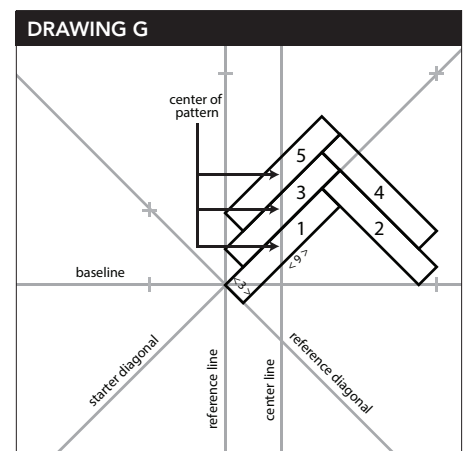 DRAWING G
center of
pattern
5
3
4
1
2
<9>
<3>
baseline
starter diagonal
reference line
center line
reference diagonal